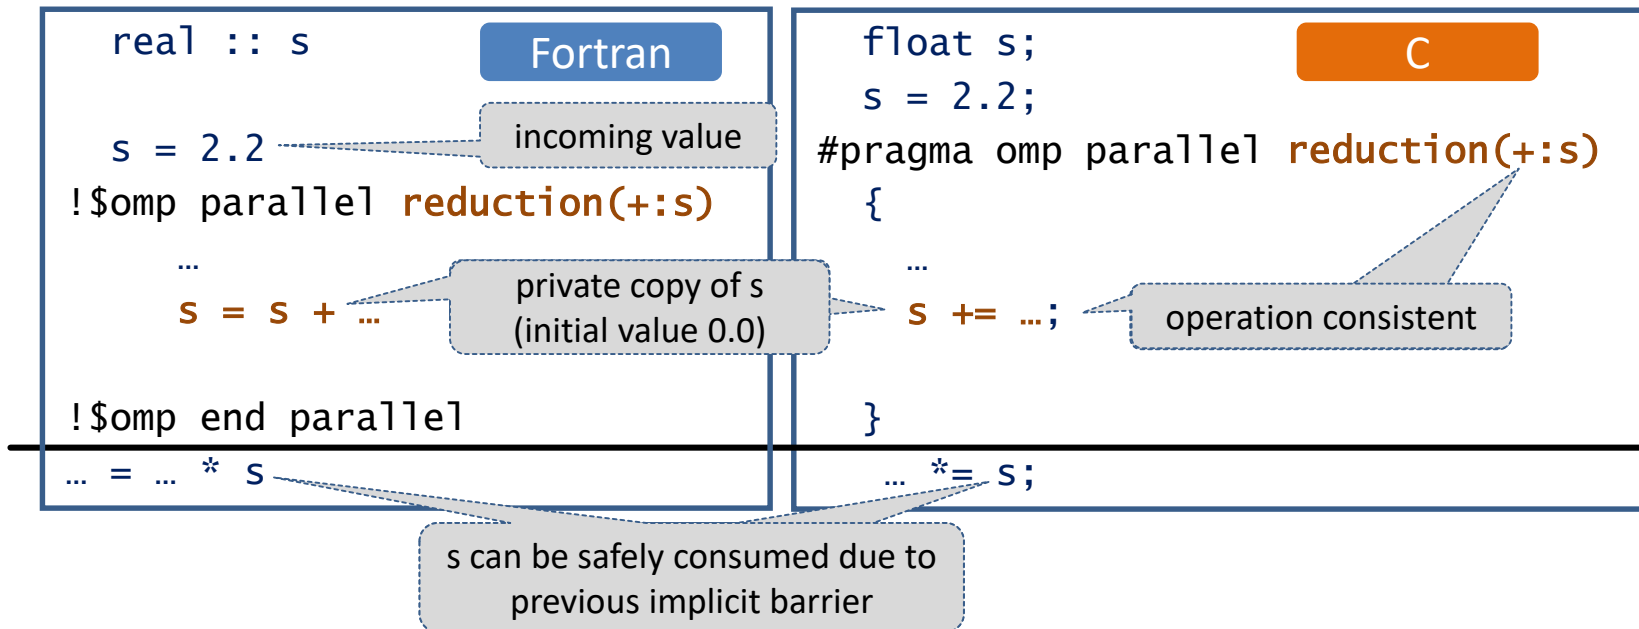 real :: s
Fortran
s = 2.2
incoming value
!$omp parallel reduction(+:s)
…
s = s + …
private copy of s
(initial value 0.0)
!$omp end parallel
… = … * s
float s;
C
s = 2.2;
#pragma omp parallel reduction(+:s)
{
…
s += …;
operation consistent
}
… *= s;
s can be safely consumed due to
previous implicit barrier